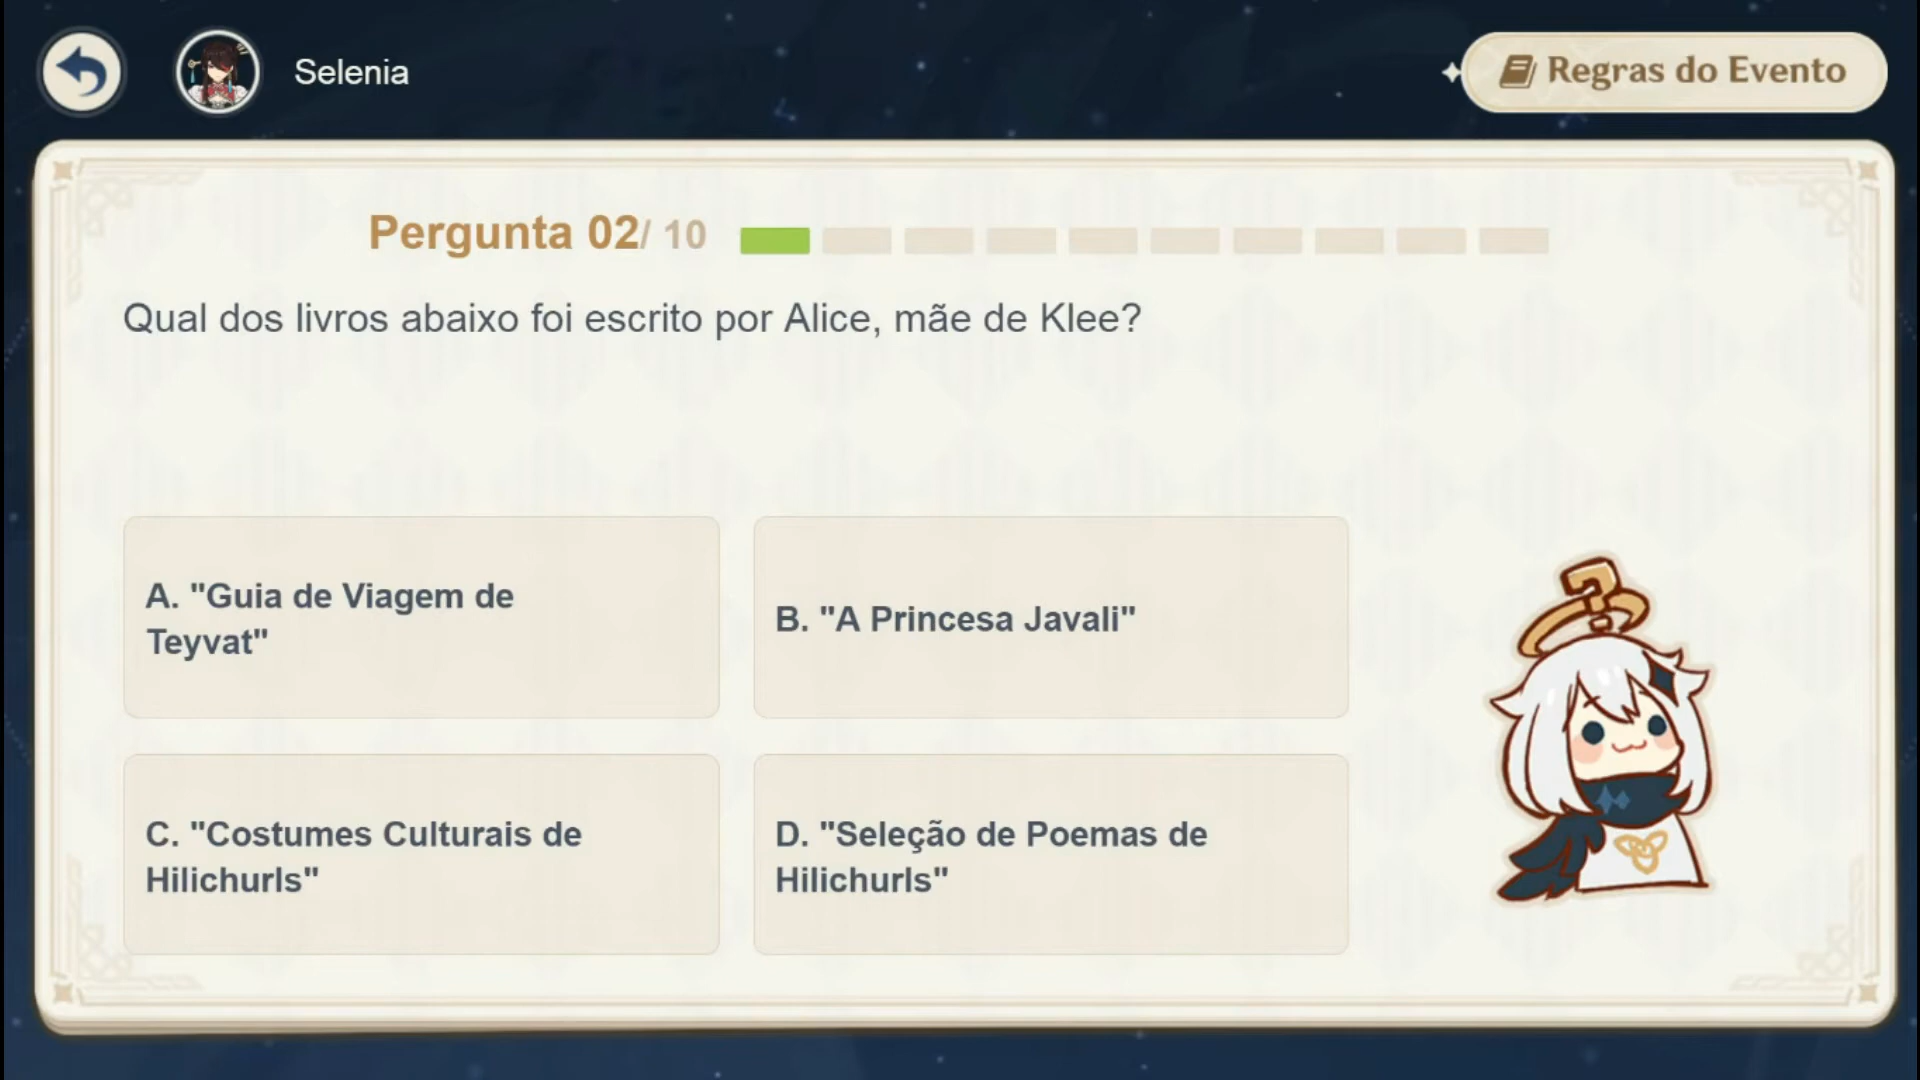 Selenia
Regras do Evento
Pergunta 02/ 10
Qual dos livros abaixo foi escrito por Alice, mãe de Klee?
A. "Guia de Viagem de
Teyvat"
B. "A Princesa Javali"
C. "Costumes Culturais de
Hilichurls"
D. "Seleção de Poemas de
Hilichurls"